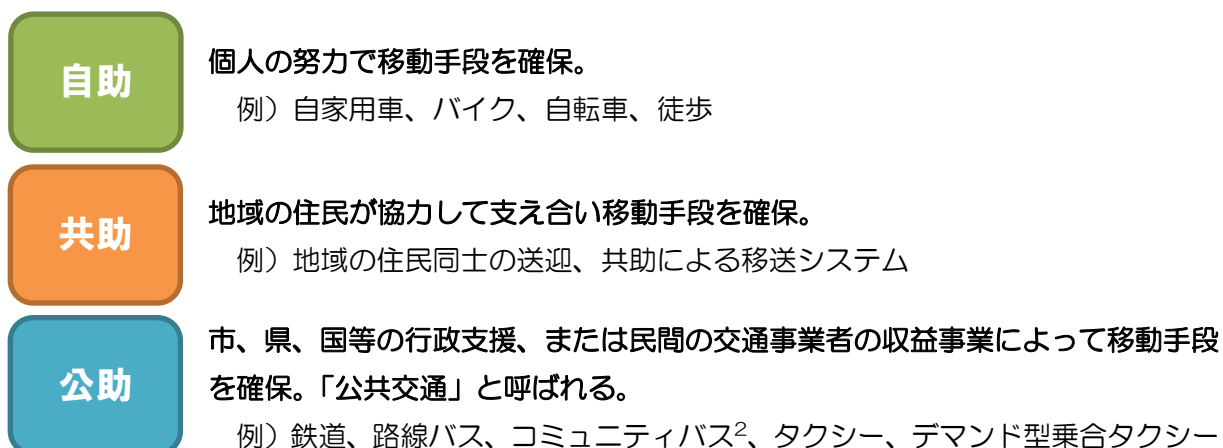 自助
個人の努力で移動手段を確保。
例）自家用車、バイク、自転車、徒歩
共助
地域の住民が協力して支え合い移動手段を確保。
例）地域の住民同士の送迎、共助による移送システム
公助
市、県、国等の行政支援、または民間の交通事業者の収益事業によって移動手段
を確保。「公共交通」と呼ばれる。
例）鉄道、路線バス、コミュニティバス²、タクシー、デマンド型乗合タクシー